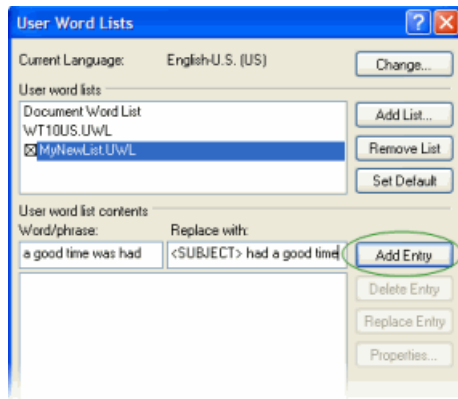 User Word Lists
Current Language: English-U.S. (US) Change...
User word lists
Document Word List Add List...
WT10US.UWL
MyNewList.UWL Remove List
Set Default
User word list contents
Word/phrase: Replace with:
a good time was had <SUBJECT> had a good time Add Entry
Delete Entry
Replace Entry
Properties...